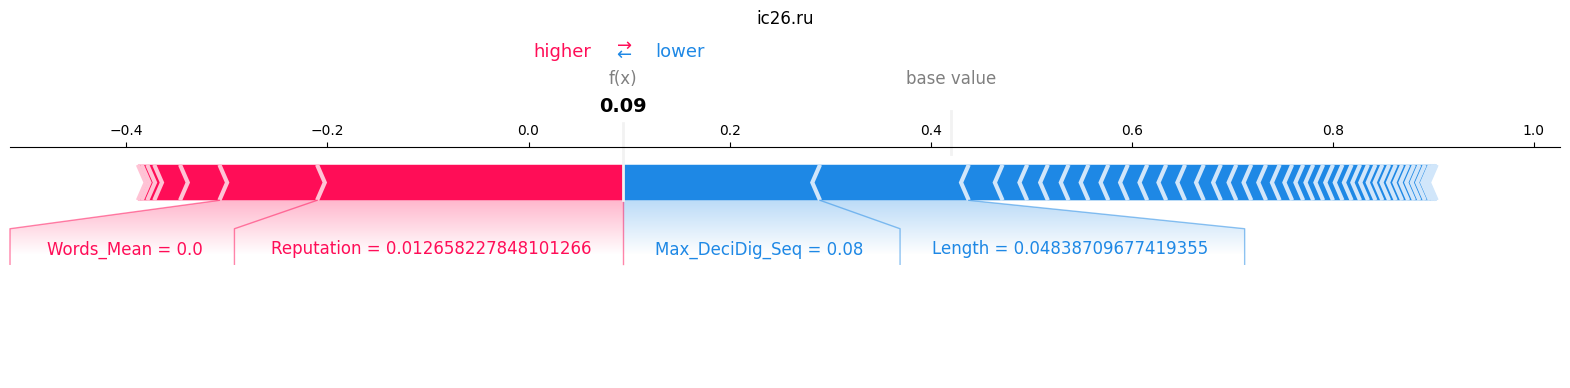 ic26.ru
higher ⇄ lower
f(x) base value
0.09
−0.4 −0.2 0.0 0.2 0.4 0.6 0.8 1.0
Words_Mean = 0.0 Reputation = 0.012658227848101266 Max_DeciDig_Seq = 0.08 Length = 0.04838709677419355